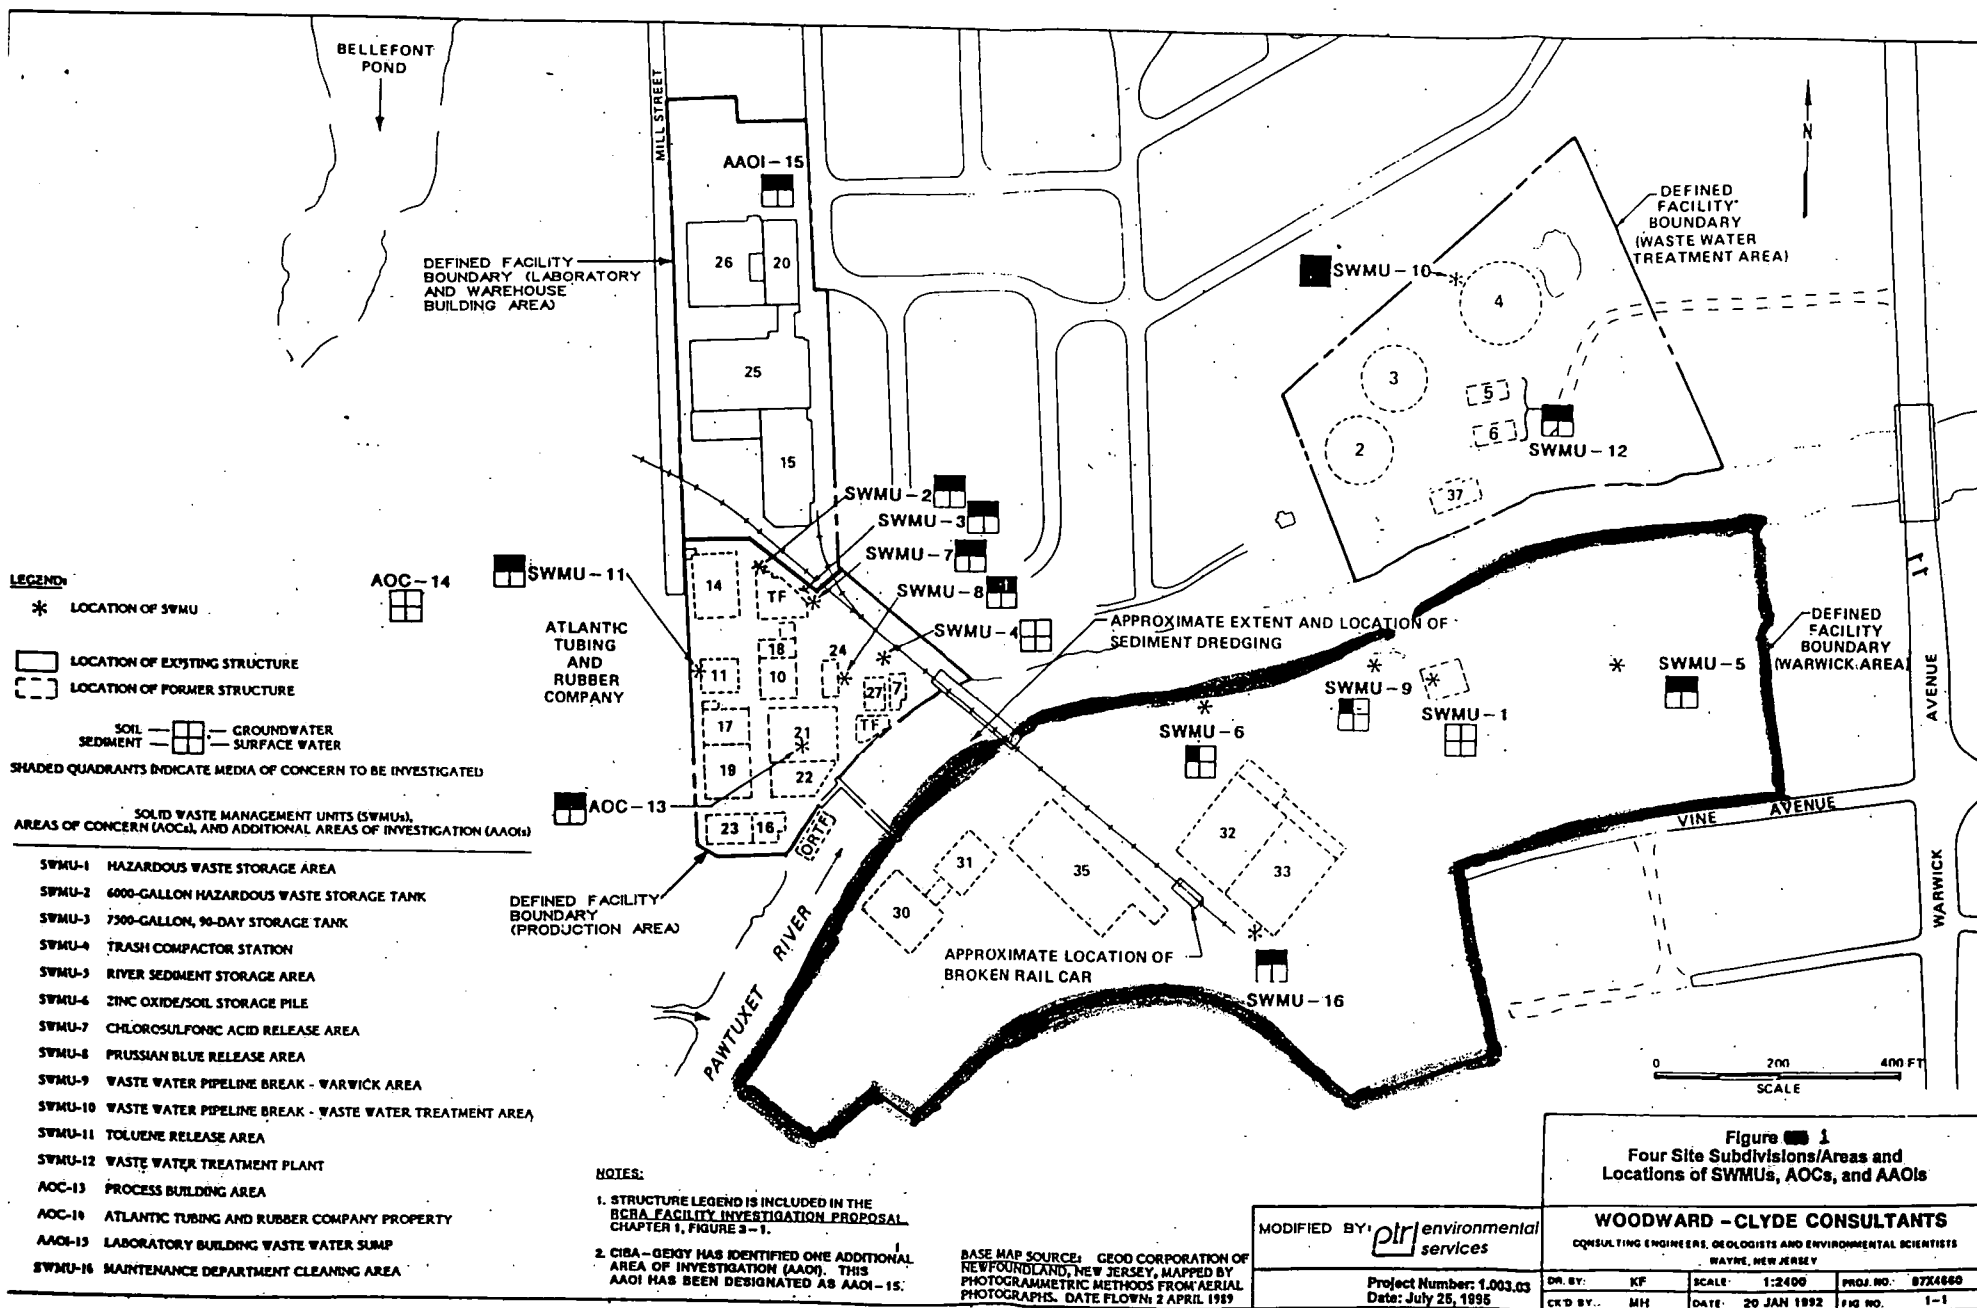 BELLEFONT
POND
MILL STREET
AAOI-15
DEFINED FACILITY
BOUNDARY (LABORATORY
AND WAREHOUSE
BUILDING AREA)
26
20
25
15
N
DEFINED
FACILITY
BOUNDARY
(WASTE WATER
TREATMENT AREA)
SWMU-10
4
3
5
2
6
SWMU-12
37
SWMU-2
SWMU-3
SWMU-7
SWMU-8
SWMU-4
SWMU-11
AOC-14
ATLANTIC
TUBING
AND
RUBBER
COMPANY
14
TF
18
24
11
10
27
7
17
21
TF
19
22
23
16
ORTF
AOC-13
DEFINED FACILITY
BOUNDARY
(PRODUCTION AREA)
APPROXIMATE EXTENT AND LOCATION OF
SEDIMENT DREDGING
SWMU-9
SWMU-1
SWMU-5
SWMU-6
DEFINED
FACILITY
BOUNDARY
(WARWICK AREA)
VINE AVENUE
WARWICK AVENUE
30
31
35
32
33
APPROXIMATE LOCATION OF
BROKEN RAIL CAR
SWMU-16
PAWTUXET RIVER
0 200 400 FT
SCALE
LEGEND:
LOCATION OF SWMU
LOCATION OF EXISTING STRUCTURE
LOCATION OF FORMER STRUCTURE
SOIL GROUNDWATER
SEDIMENT SURFACE WATER
SHADED QUADRANTS INDICATE MEDIA OF CONCERN TO BE INVESTIGATED
SOLID WASTE MANAGEMENT UNITS (SWMUs),
AREAS OF CONCERN (AOCs), AND ADDITIONAL AREAS OF INVESTIGATION (AAOIs)
SWMU-1 HAZARDOUS WASTE STORAGE AREA
SWMU-2 6000-GALLON HAZARDOUS WASTE STORAGE TANK
SWMU-3 7500-GALLON, 90-DAY STORAGE TANK
SWMU-4 TRASH COMPACTOR STATION
SWMU-5 RIVER SEDIMENT STORAGE AREA
SWMU-6 ZINC OXIDE/SOIL STORAGE PILE
SWMU-7 CHLOROSULFONIC ACID RELEASE AREA
SWMU-8 PRUSSIAN BLUE RELEASE AREA
SWMU-9 WASTE WATER PIPELINE BREAK - WARWICK AREA
SWMU-10 WASTE WATER PIPELINE BREAK - WASTE WATER TREATMENT AREA
SWMU-11 TOLUENE RELEASE AREA
SWMU-12 WASTE WATER TREATMENT PLANT
AOC-13 PROCESS BUILDING AREA
AOC-14 ATLANTIC TUBING AND RUBBER COMPANY PROPERTY
AAOI-15 LABORATORY BUILDING WASTE WATER SUMP
SWMU-16 MAINTENANCE DEPARTMENT CLEANING AREA
NOTES:
1. STRUCTURE LEGEND IS INCLUDED IN THE
RCRA FACILITY INVESTIGATION PROPOSAL
CHAPTER 1, FIGURE 3-1.
2. CIBA-GEIGY HAS IDENTIFIED ONE ADDITIONAL
AREA OF INVESTIGATION (AAOI). THIS
AAOI HAS BEEN DESIGNATED AS AAOI-15.
BASE MAP SOURCE: GEOD CORPORATION OF
NEWFOUNDLAND, NEW JERSEY, MAPPED BY
PHOTOGRAMMETRIC METHODS FROM AERIAL
PHOTOGRAPHS. DATE FLOWN: 2 APRIL 1989
MODIFIED BY: ptrl environmental
services
Project Number: 1.003.03
Date: July 25, 1995
Figure 1
Four Site Subdivisions/Areas and
Locations of SWMUs, AOCs, and AAOIs
WOODWARD-CLYDE CONSULTANTS
CONSULTING ENGINEERS, GEOLOGISTS AND ENVIRONMENTAL SCIENTISTS
WAYNE, NEW JERSEY
DR. BY: KF SCALE: 1:2400 PROJ. NO.: 87X4660
CK'D BY: MH DATE: 20 JAN 1992 FIG NO. 1-1